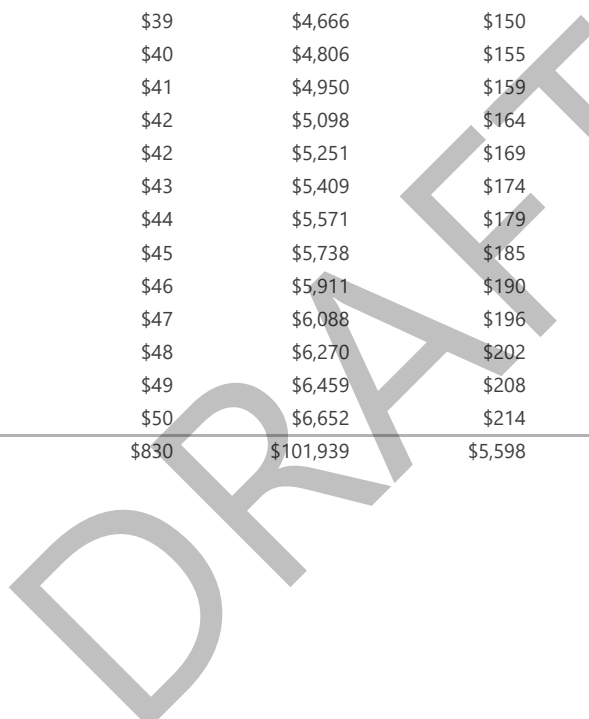 $39 $4,666 $150
$40 $4,806 $155
$41 $4,950 $159
$42 $5,098 $164
$42 $5,251 $169
$43 $5,409 $174
$44 $5,571 $179
$45 $5,738 $185
$46 $5,911 $190
$47 $6,088 $196
$48 $6,270 $202
$49 $6,459 $208
$50 $6,652 $214
$830 $101,939 $5,598
DRAFT